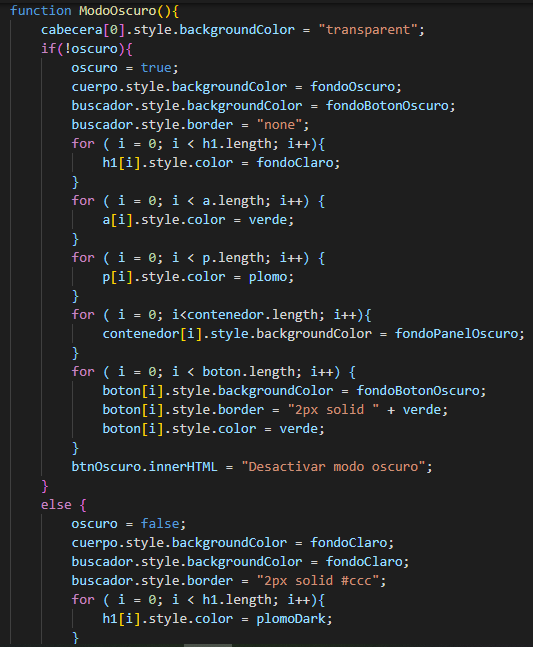 function ModoOscuro(){
    cabecera[0].style.backgroundColor = "transparent";
    if(!oscuro){
        oscuro = true;
        cuerpo.style.backgroundColor = fondoOscuro;
        buscador.style.backgroundColor = fondoBotonOscuro;
        buscador.style.border = "none";
        for ( i = 0; i < h1.length; i++){
            h1[i].style.color = fondoClaro;
        }
        for ( i = 0; i < a.length; i++) {
            a[i].style.color = verde;
        }
        for ( i = 0; i < p.length; i++) {
            p[i].style.color = plomo;
        }
        for ( i = 0; i<contenedor.length; i++){
            contenedor[i].style.backgroundColor = fondoPanelOscuro;
        }
        for ( i = 0; i < boton.length; i++) {
            boton[i].style.backgroundColor = fondoBotonOscuro;
            boton[i].style.border = "2px solid " + verde;
            boton[i].style.color = verde;
        }
        btnOscuro.innerHTML = "Desactivar modo oscuro";
    }
    else {
        oscuro = false;
        cuerpo.style.backgroundColor = fondoClaro;
        buscador.style.backgroundColor = fondoClaro;
        buscador.style.border = "2px solid #ccc";
        for ( i = 0; i < h1.length; i++){
            h1[i].style.color = plomoDark;
        }